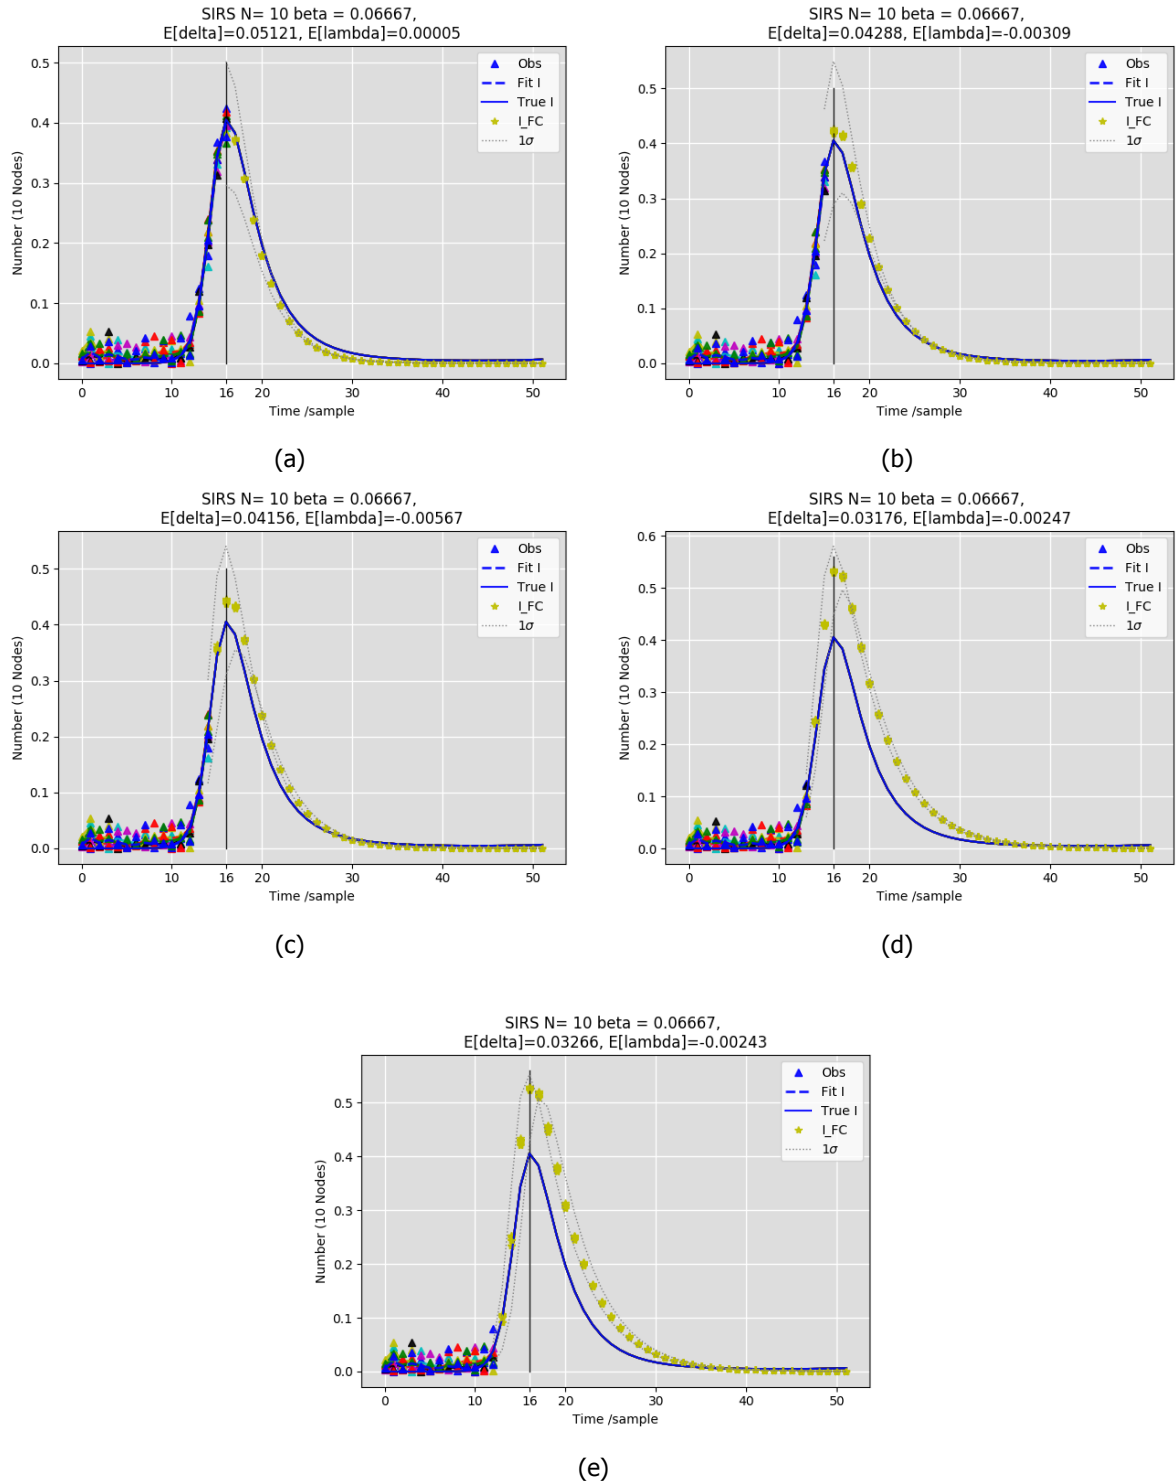 SIRS N= 10 beta = 0.06667,
E[delta]=0.05121, E[lambda]=0.00005
Number (10 Nodes)
0.5
0.4
0.3
0.2
0.1
0.0
Obs
Fit I
True I
I_FC
1σ
0 10 16 20 30 40 50
Time /sample
(a)
SIRS N= 10 beta = 0.06667,
E[delta]=0.04288, E[lambda]=-0.00309
Number (10 Nodes)
0.5
0.4
0.3
0.2
0.1
0.0
Obs
Fit I
True I
I_FC
1σ
0 10 16 20 30 40 50
Time /sample
(b)
SIRS N= 10 beta = 0.06667,
E[delta]=0.04156, E[lambda]=-0.00567
Number (10 Nodes)
0.5
0.4
0.3
0.2
0.1
0.0
Obs
Fit I
True I
I_FC
1σ
0 10 16 20 30 40 50
Time /sample
(c)
SIRS N= 10 beta = 0.06667,
E[delta]=0.03176, E[lambda]=-0.00247
Number (10 Nodes)
0.6
0.5
0.4
0.3
0.2
0.1
0.0
Obs
Fit I
True I
I_FC
1σ
0 10 16 20 30 40 50
Time /sample
(d)
SIRS N= 10 beta = 0.06667,
E[delta]=0.03266, E[lambda]=-0.00243
Number (10 Nodes)
0.5
0.4
0.3
0.2
0.1
0.0
Obs
Fit I
True I
I_FC
1σ
0 10 16 20 30 40 50
Time /sample
(e)